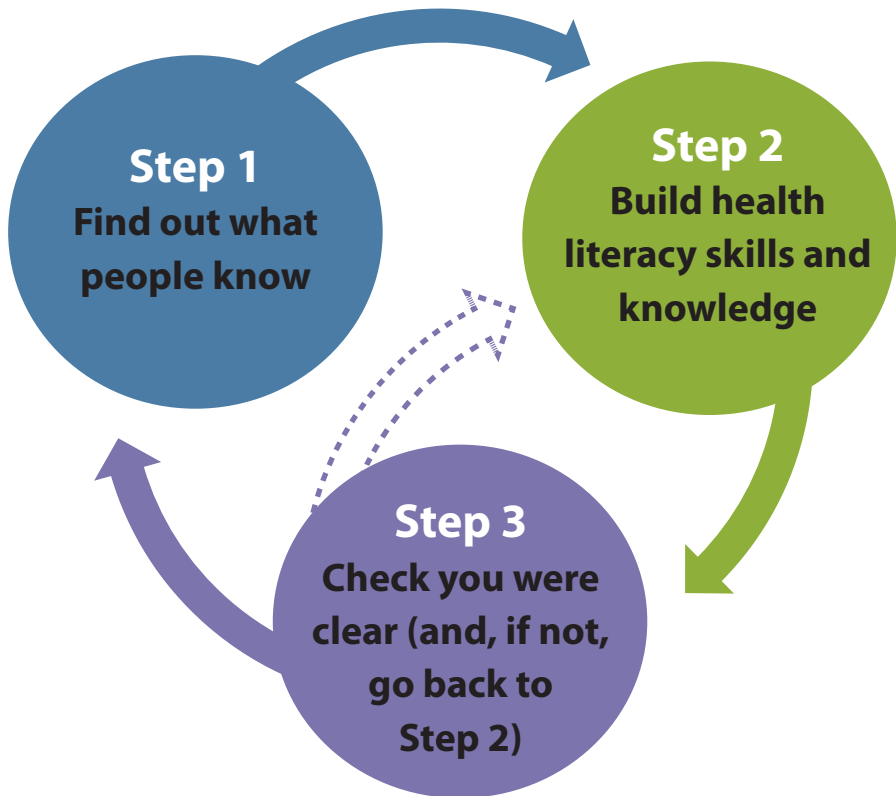 Step 1
Find out what
people know
Step 2
Build health
literacy skills and
knowledge
Step 3
Check you were
clear (and, if not,
go back to
Step 2)